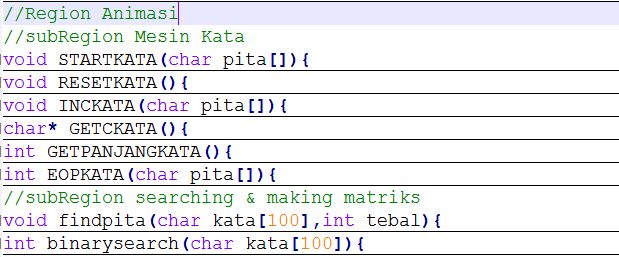 //Region Animasi
//subRegion Mesin Kata
void STARTKATA(char pita[]){
void RESETKATA(){
void INCKATA(char pita[]){
char* GETCKATA(){
int GETPANJANGKATA(){
int EOPKATA(char pita[]){
//subRegion searching & making matriks
void findpita(char kata[100],int tebal){
int binarysearch(char kata[100]){